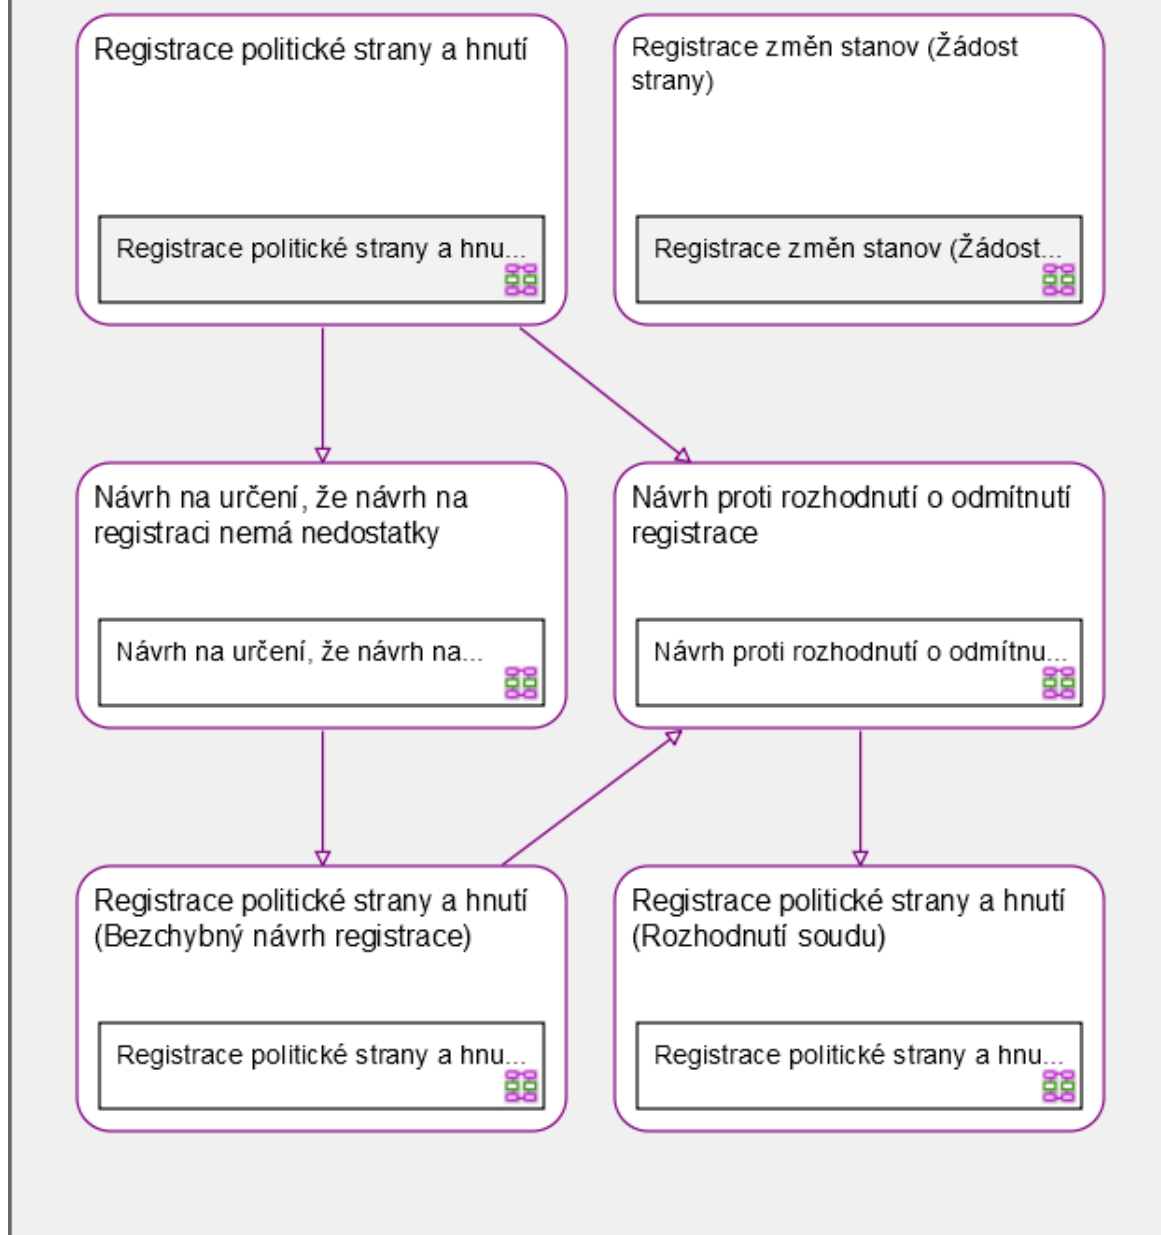 Registrace politické strany a hnutí
Registrace politické strany a hnu...
Registrace změn stanov (Žádost
strany)
Registrace změn stanov (Žádost...
Návrh na určení, že návrh na
registraci nemá nedostatky
Návrh na určení, že návrh na...
Návrh proti rozhodnutí o odmítnutí
registrace
Návrh proti rozhodnutí o odmítnu...
Registrace politické strany a hnutí
(Bezchybný návrh registrace)
Registrace politické strany a hnu...
Registrace politické strany a hnutí
(Rozhodnutí soudu)
Registrace politické strany a hnu...